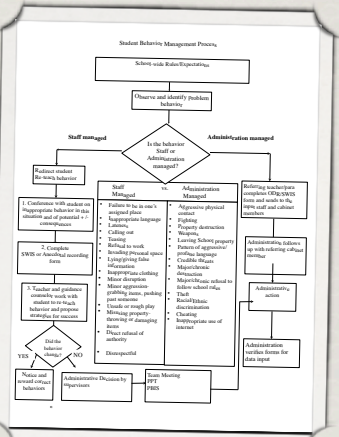 Student Behavior Management Process
School-wide Rules/Expectations
Observe and identify Problem
behavior
Staff managed
Is the behavior
Staff or
Administration
managed?
Administration managed
Redirect student
Re-teach behavior
1. Conference with student on
inappropriate behavior in this
situation and of potential
consequences
2. Complete
SWIS or Anecdotal recording
form
3. Teacher and guidance
counselor work with
student to re-teach
behavior and propose
strategies for success
Did the
behavior
change?
YES
NO
Notice and
reward correct
behaviors
Administrative Decision by
supervisors
Team Meeting
PPT
PBIS
Staff
Managed
vs.
Administration
Managed
• Failure to be in one's
assigned place
• Inappropriate language
• Lateness
• Calling out
• Teasing
• Refusal to work
• Invading personal space
• Lying/giving false
information
• Inappropriate clothing
• Minor disruption
• Minor aggression-
grabbing items, pushing
past someone
• Unsafe or rough play
• Misusing property-
throwing or damaging
items
• Direct refusal of
authority
• Disrespectful
• Aggressive physical
contact
• Fighting
• Property destruction
• Weapons
• Leaving School property
• Pattern of aggressive/
profane language
• Credible threats
• Major/chronic
destruction
• Major/chronic refusal to
follow school rules
• Theft
• Racial/Ethnic
discrimination
• Cheating
• Inappropriate use of
internet
Referring teacher/para
completes ODR/SWIS
form and sends to the
input staff and cabinet
members
Administration follows
up with referring cabinet
member
Administrative
action
Administration
verifies forms for
data input